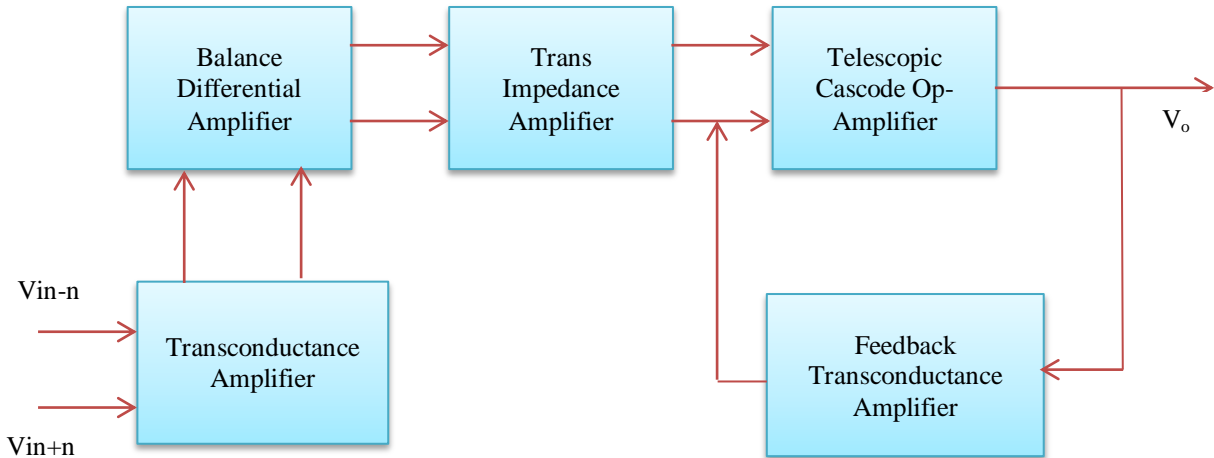 Balance
Differential
Amplifier
Trans
Impedance
Amplifier
Telescopic
Cascode Op-
Amplifier
Vₒ
Vin-n
Transconductance
Amplifier
Vin+n
Feedback
Transconductance
Amplifier